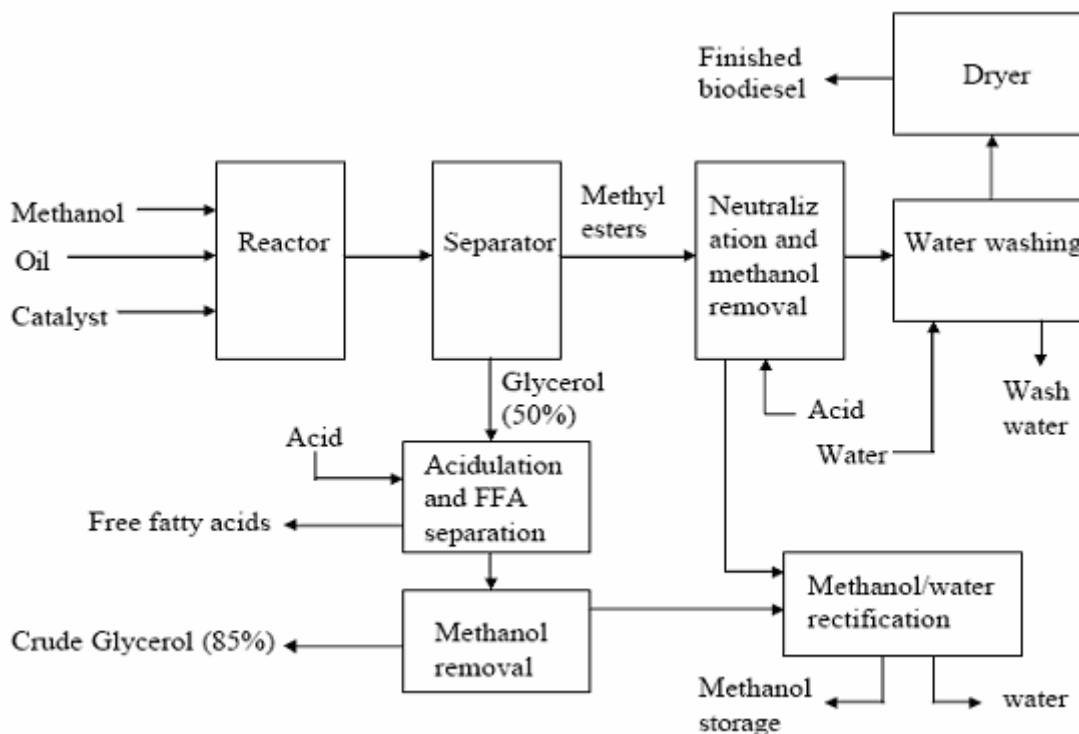 Finished
biodiesel
Dryer
Methanol
Oil
Catalyst
Reactor
Separator
Methyl
esters
Neutraliz
ation and
methanol
removal
Water washing
Glycerol
(50%)
Acid
Water
Wash
water
Acid
Acidulation
and FFA
separation
Free fatty acids
Methanol/water
rectification
Crude Glycerol (85%)
Methanol
removal
Methanol
storage
water